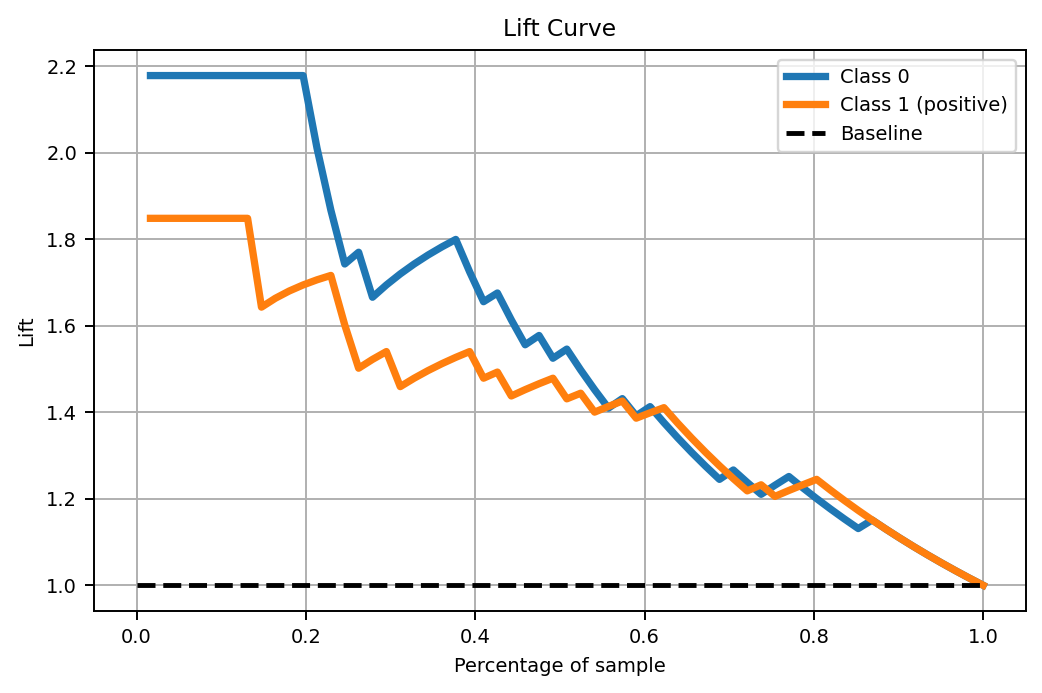 Lift Curve
2.2
2.0
1.8
1.6
1.4
1.2
1.0
Lift
Class 0
Class 1 (positive)
Baseline
0.0 0.2 0.4 0.6 0.8 1.0
Percentage of sample